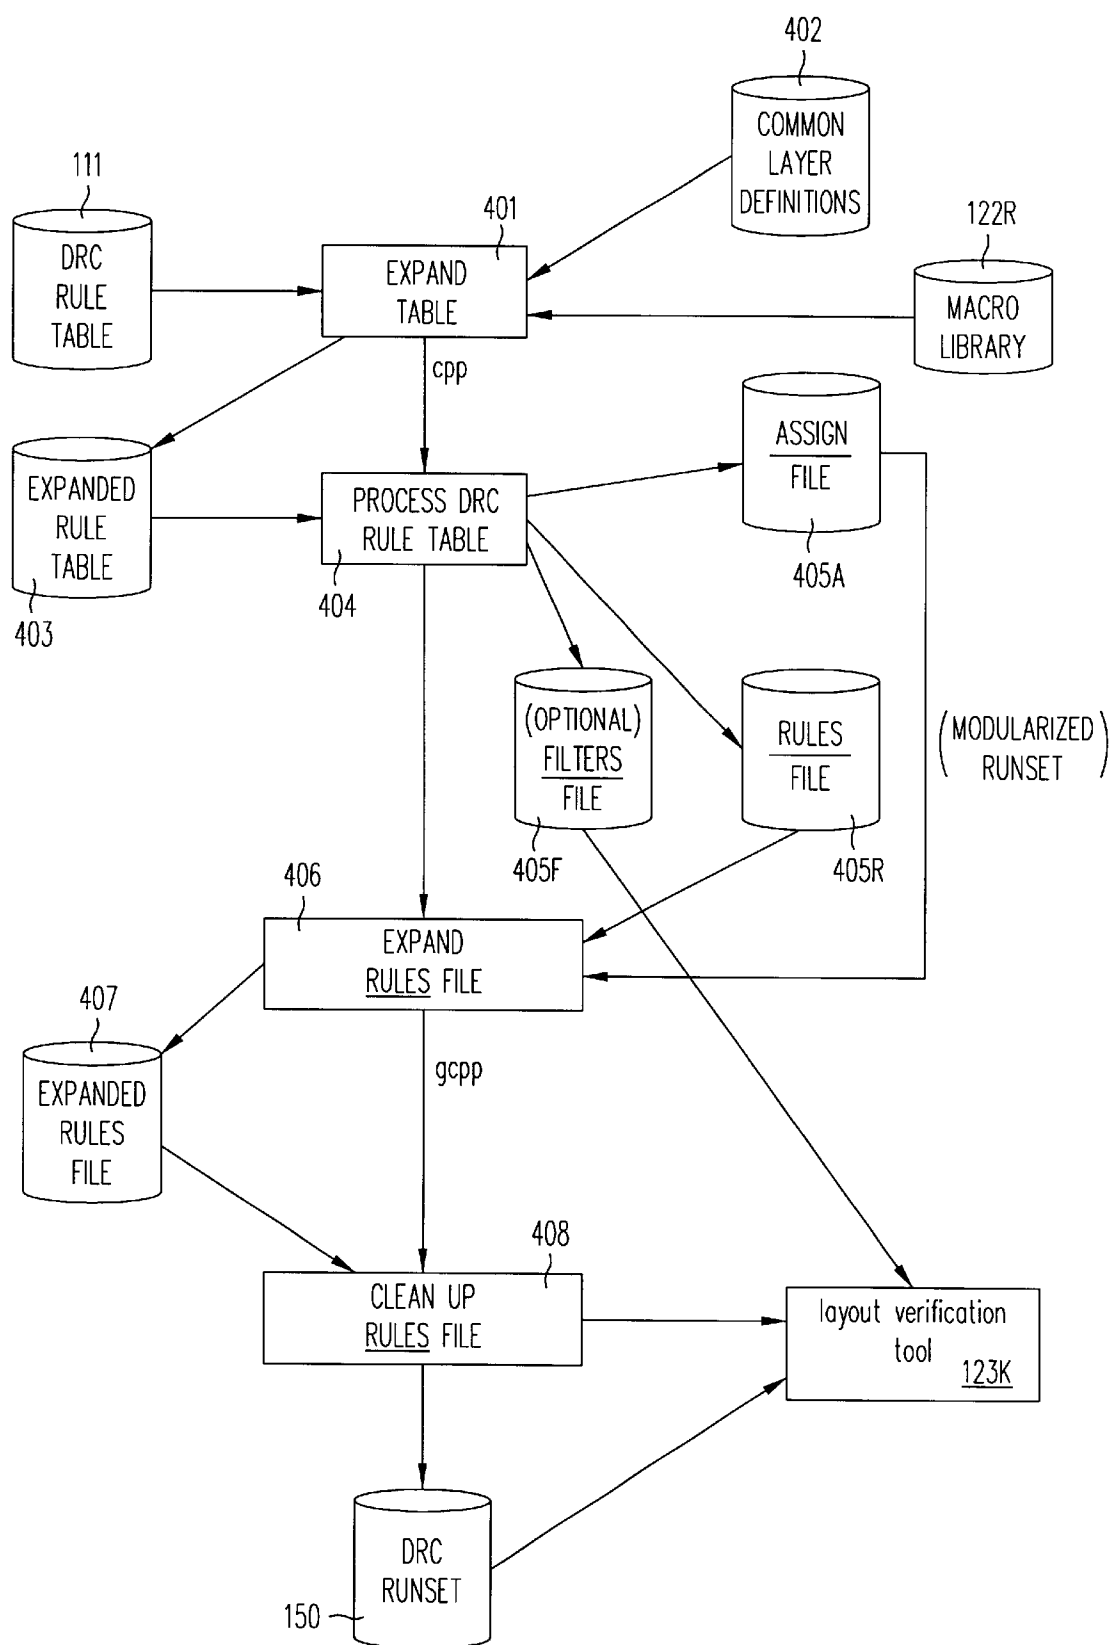 402
COMMON
LAYER
DEFINITIONS
111
DRC
RULE
TABLE
401
EXPAND
TABLE
122R
MACRO
LIBRARY
cpp
EXPANDED
RULE
TABLE
403
PROCESS DRC
RULE TABLE
404
ASSIGN
FILE
405A
(OPTIONAL)
FILTERS
FILE
405F
RULES
FILE
405R
(MODULARIZED
RUNSET)
406
EXPAND
RULES FILE
407
EXPANDED
RULES
FILE
gcpp
408
CLEAN UP
RULES FILE
layout verification
tool
123K
DRC
RUNSET
150